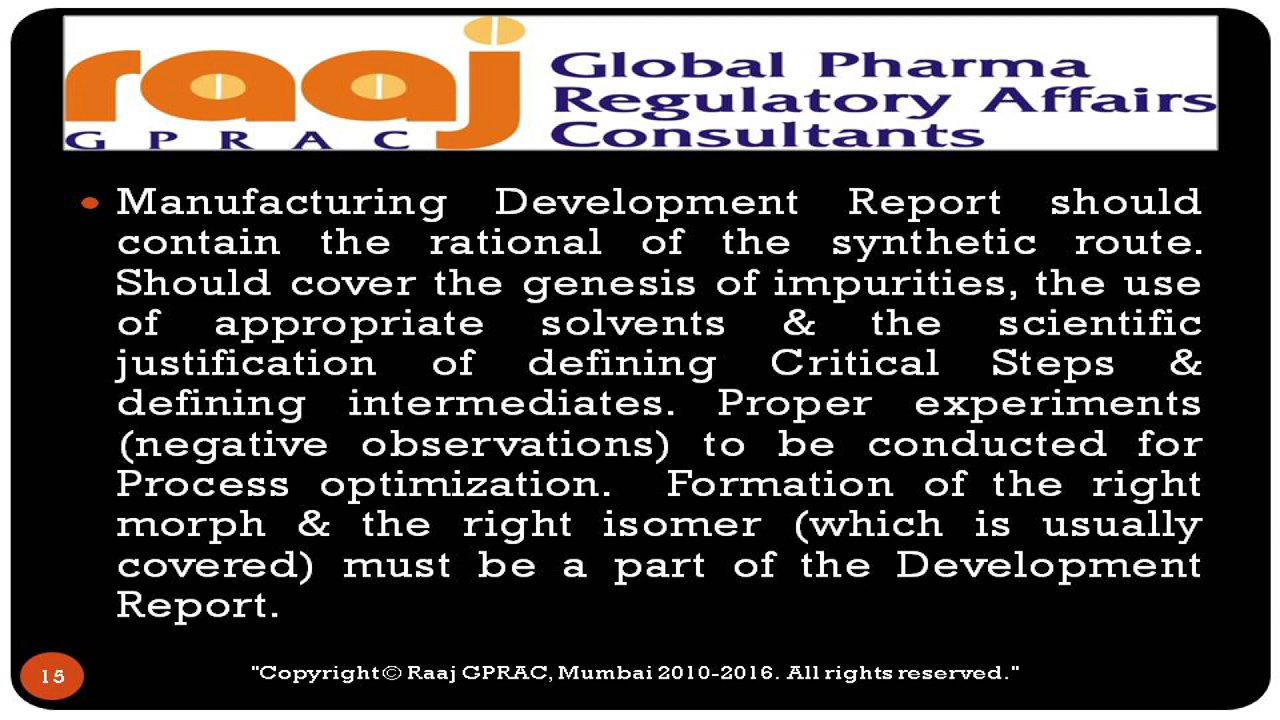 raaj
GPRAC
Global Pharma
Regulatory Affairs
Consultants
• Manufacturing Development Report should
contain the rational of the synthetic route.
Should cover the genesis of impurities, the use
of appropriate solvents & the scientific
justification of defining Critical Steps &
defining intermediates. Proper experiments
(negative observations) to be conducted for
Process optimization. Formation of the right
morph & the right isomer (which is usually
covered) must be a part of the Development
Report.
15
"Copyright© Raaj GPRAC, Mumbai 2010-2016. All rights reserved."